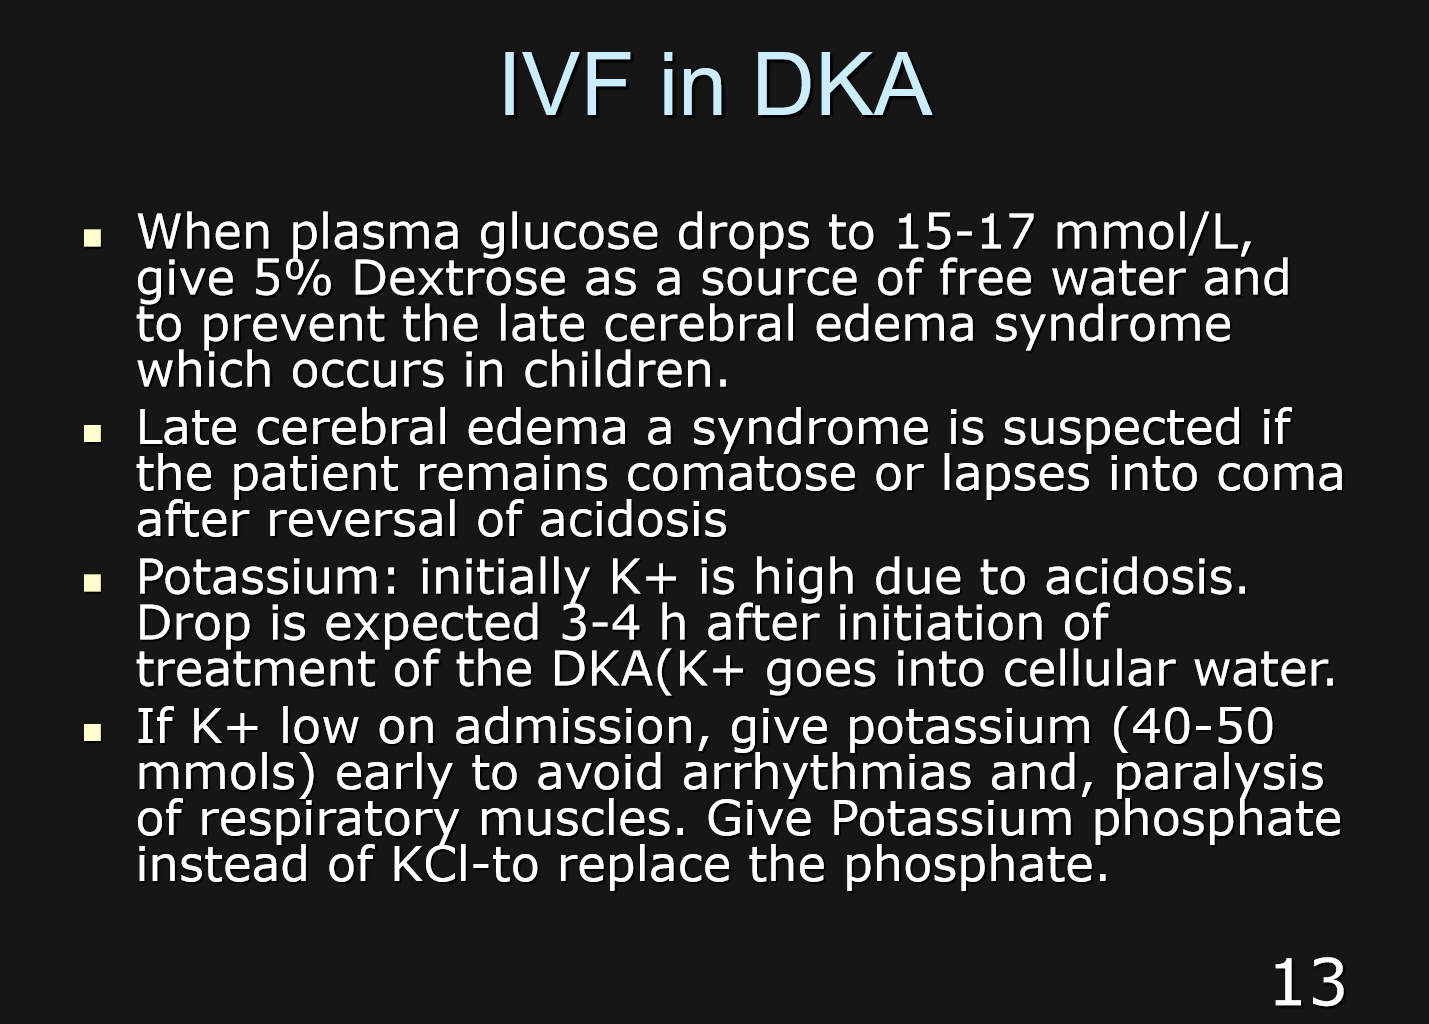 IVF in DKA
When plasma glucose drops to 15-17 mmol/L,
give 5% Dextrose as a source of free water and
to prevent the late cerebral edema syndrome
which occurs in children.
Late cerebral edema a syndrome is suspected if
the patient remains comatose or lapses into coma
after reversal of acidosis
Potassium: initially K+ is high due to acidosis.
Drop is expected 3-4 h after initiation of
treatment of the DKA(K+ goes into cellular water.
If K+ low on admission, give potassium (40-50
mmols) early to avoid arrhythmias and, paralysis
of respiratory muscles. Give Potassium phosphate
instead of KCl-to replace the phosphate.
13